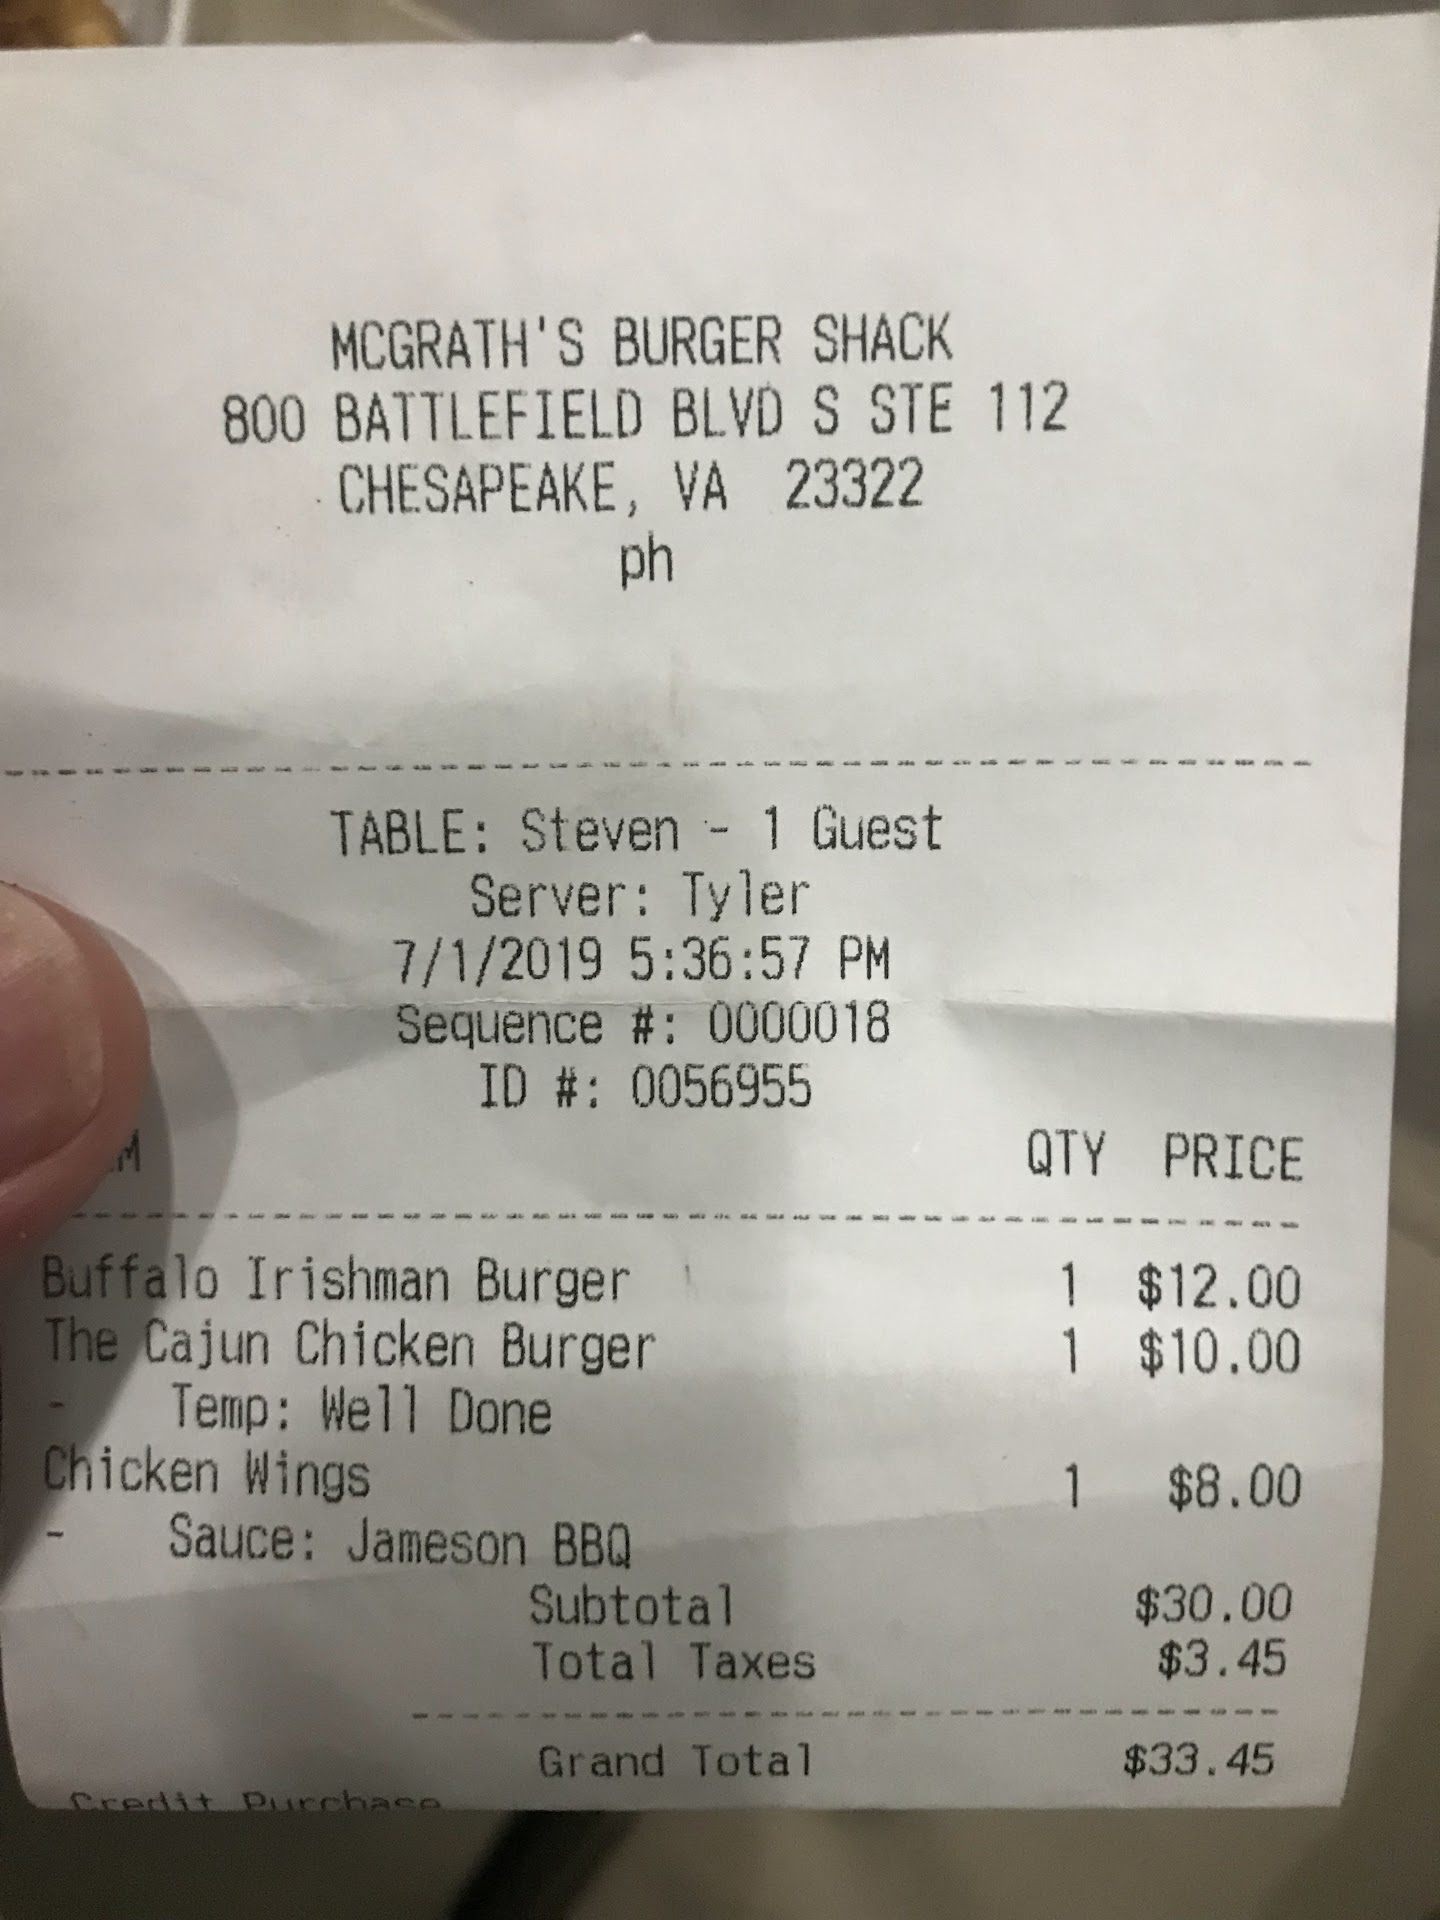 MCGRATH'S BURGER SHACK
800 BATTLEFIELD BLVD S STE 112
CHESAPEAKE, VA 23322
ph
TABLE: Steven - 1 Guest
Server: Tyler
7/1/2019 5:36:57 PM
Sequence #: 0000018
ID #: 0056955
QTY PRICE
Buffalo Irishman Burger 1 $12.00
The Cajun Chicken Burger 1 $10.00
- Temp: Well Done
Chicken Wings 1 $8.00
- Sauce: Jameson BBQ
Subtotal $30.00
Total Taxes $3.45
Grand Total $33.45
Credit Purchase